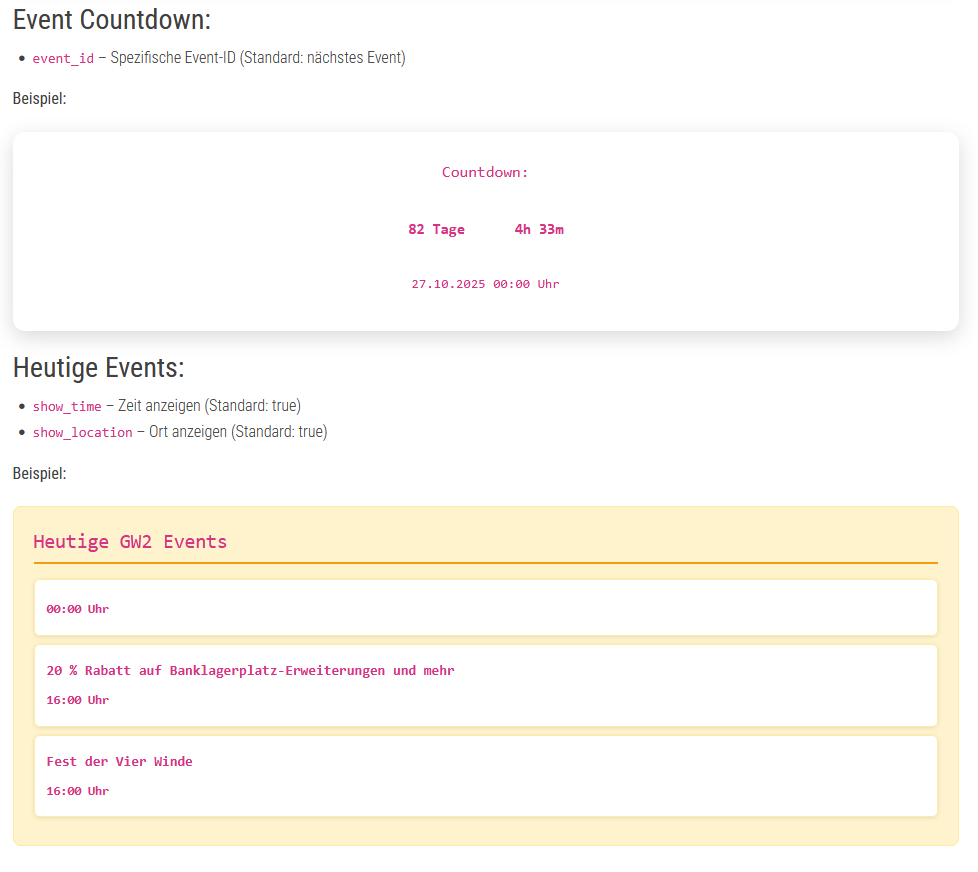 Event Countdown:
• event_id – Spezifische Event-ID (Standard: nächstes Event)
Beispiel:
Countdown:
82 Tage 4h 33m
27.10.2025 00:00 Uhr
Heutige Events:
• show_time – Zeit anzeigen (Standard: true)
• show_location – Ort anzeigen (Standard: true)
Beispiel:
Heutige GW2 Events
00:00 Uhr
20 % Rabatt auf Banklagerplatz-Erweiterungen und mehr
16:00 Uhr
Fest der Vier Winde
16:00 Uhr